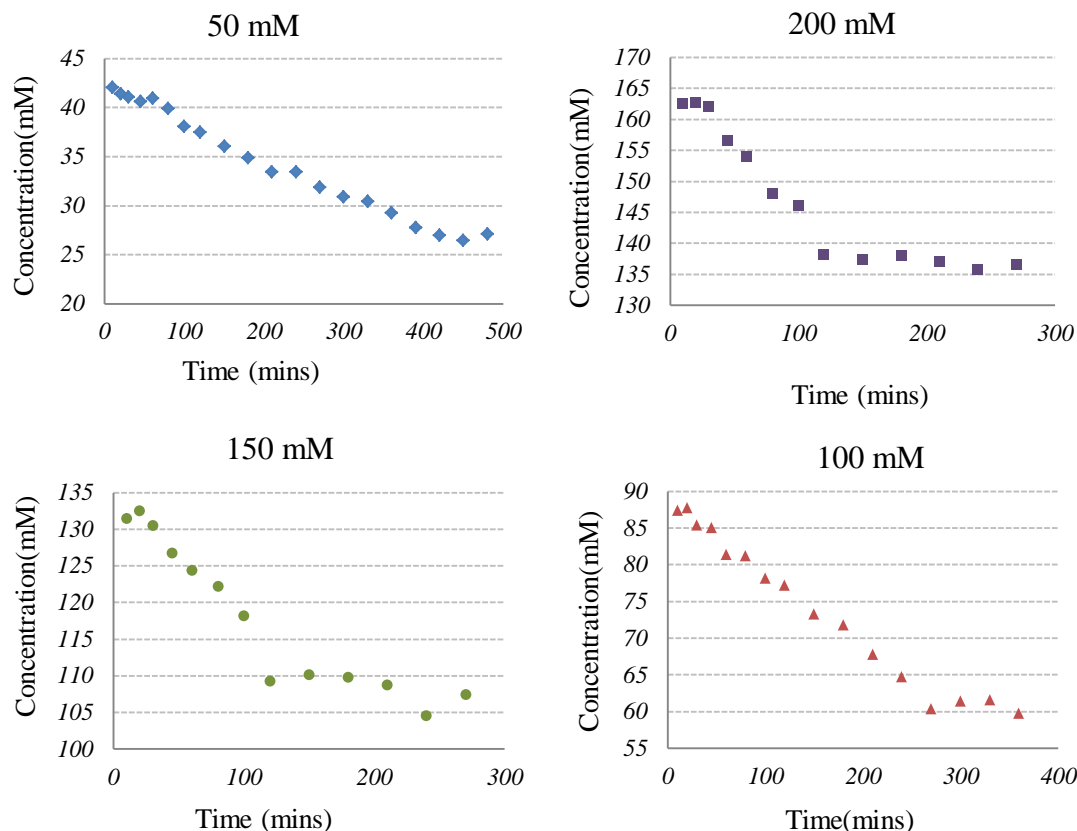 50 mM
Concentration(mM)
45
40
35
30
25
20
0 100 200 300 400 500
Time (mins)
200 mM
Concentration(mM)
170
165
160
155
150
145
140
135
130
0 100 200 300
Time (mins)
150 mM
Concentration(mM)
135
130
125
120
115
110
105
100
0 100 200 300
Time (mins)
100 mM
Concentration(mM)
90
85
80
75
70
65
60
55
0 100 200 300 400
Time(mins)